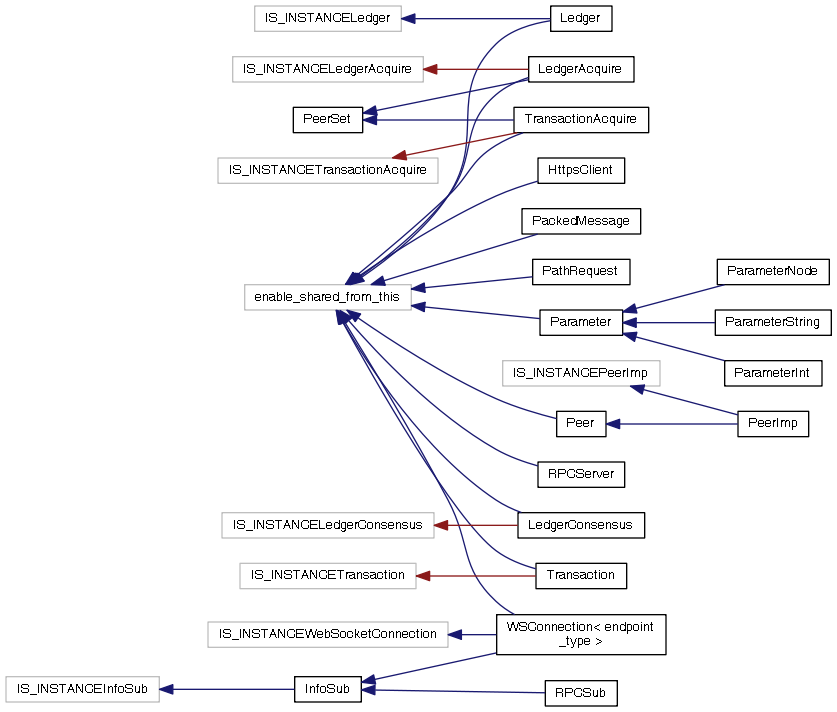 IS_INSTANCELedger
Ledger
IS_INSTANCELedgerAcquire
LedgerAcquire
PeerSet
TransactionAcquire
IS_INSTANCETransactionAcquire
HttpsClient
PackedMessage
PathRequest
ParameterNode
enable_shared_from_this
Parameter
ParameterString
IS_INSTANCEPeerImp
ParameterInt
Peer
PeerImp
RPCServer
IS_INSTANCELedgerConsensus
LedgerConsensus
IS_INSTANCETransaction
Transaction
IS_INSTANCEWebSocketConnection
WSConnection< endpoint
_type >
IS_INSTANCEInfoSub
InfoSub
RPCSub